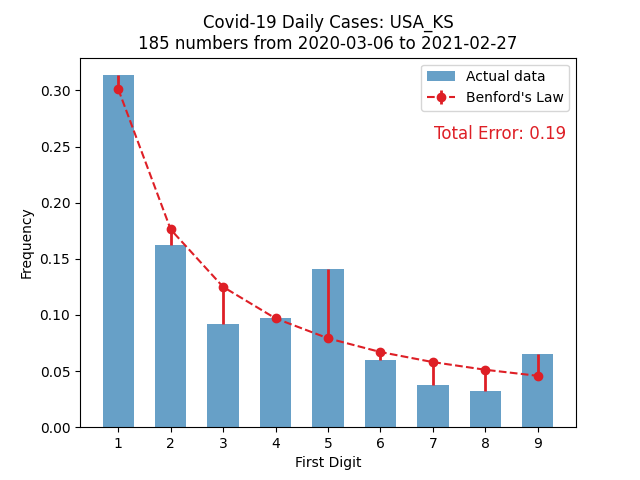 Covid-19 Daily Cases: USA_KS
185 numbers from 2020-03-06 to 2021-02-27
Actual data
Benford's Law
Total Error: 0.19
Frequency
0.30
0.25
0.20
0.15
0.10
0.05
0.00
1 2 3 4 5 6 7 8 9
First Digit